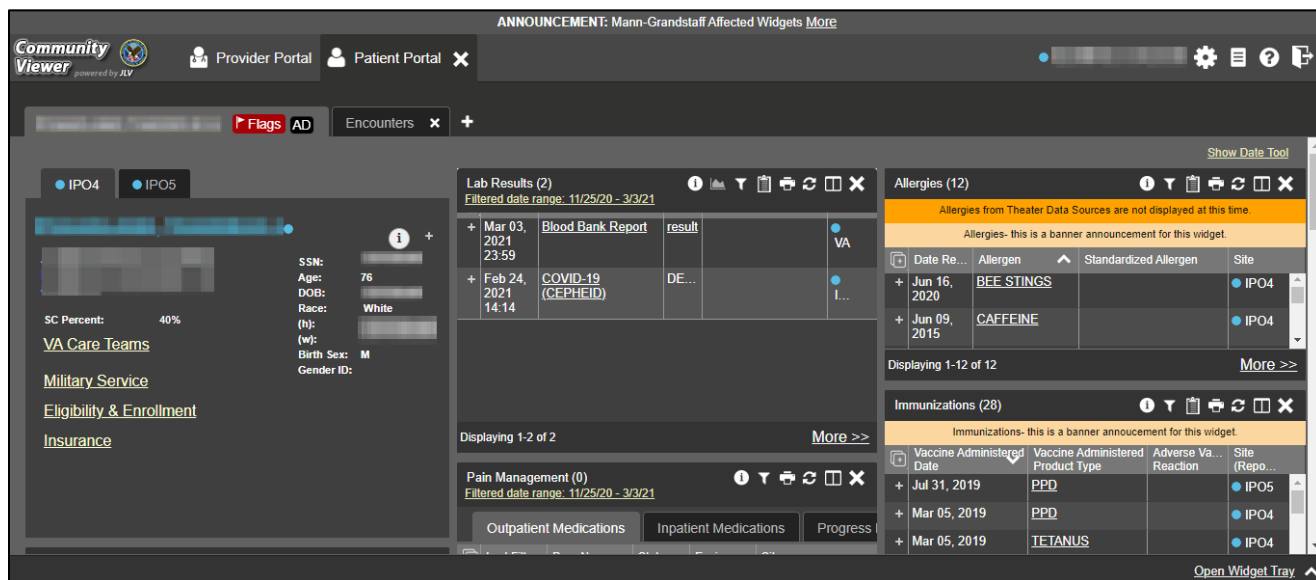 ANNOUNCEMENT: Mann-Grandstaff Affected Widgets More
Community
Viewer powered by JLV
Provider Portal
Patient Portal
Flags AD
Encounters
Show Date Tool
IPO4
IPO5
SSN:
Age: 76
DOB:
Race: White
(h):
(w):
Birth Sex: M
Gender ID:
SC Percent: 40%
VA Care Teams
Military Service
Eligibility & Enrollment
Insurance
Lab Results (2)
Filtered date range: 11/25/20 - 3/3/21
+ Mar 03, 2021 23:59 Blood Bank Report result VA
+ Feb 24, 2021 14:14 COVID-19 (CEPHEID) DE... I...
Displaying 1-2 of 2 More >>
Pain Management (0)
Filtered date range: 11/25/20 - 3/3/21
Outpatient Medications Inpatient Medications Progress
Allergies (12)
Allergies from Theater Data Sources are not displayed at this time.
Allergies- this is a banner announcement for this widget.
Date Re... Allergen Standardized Allergen Site
+ Jun 16, 2020 BEE STINGS IPO4
+ Jun 09, 2015 CAFFEINE IPO4
Displaying 1-12 of 12 More >>
Immunizations (28)
Immunizations- this is a banner annoucement for this widget.
Vaccine Administered Date Vaccine Administered Product Type Adverse Va... Reaction Site (Repo...
+ Jul 31, 2019 PPD IPO5
+ Mar 05, 2019 PPD IPO4
+ Mar 05, 2019 TETANUS IPO4
Open Widget Tray